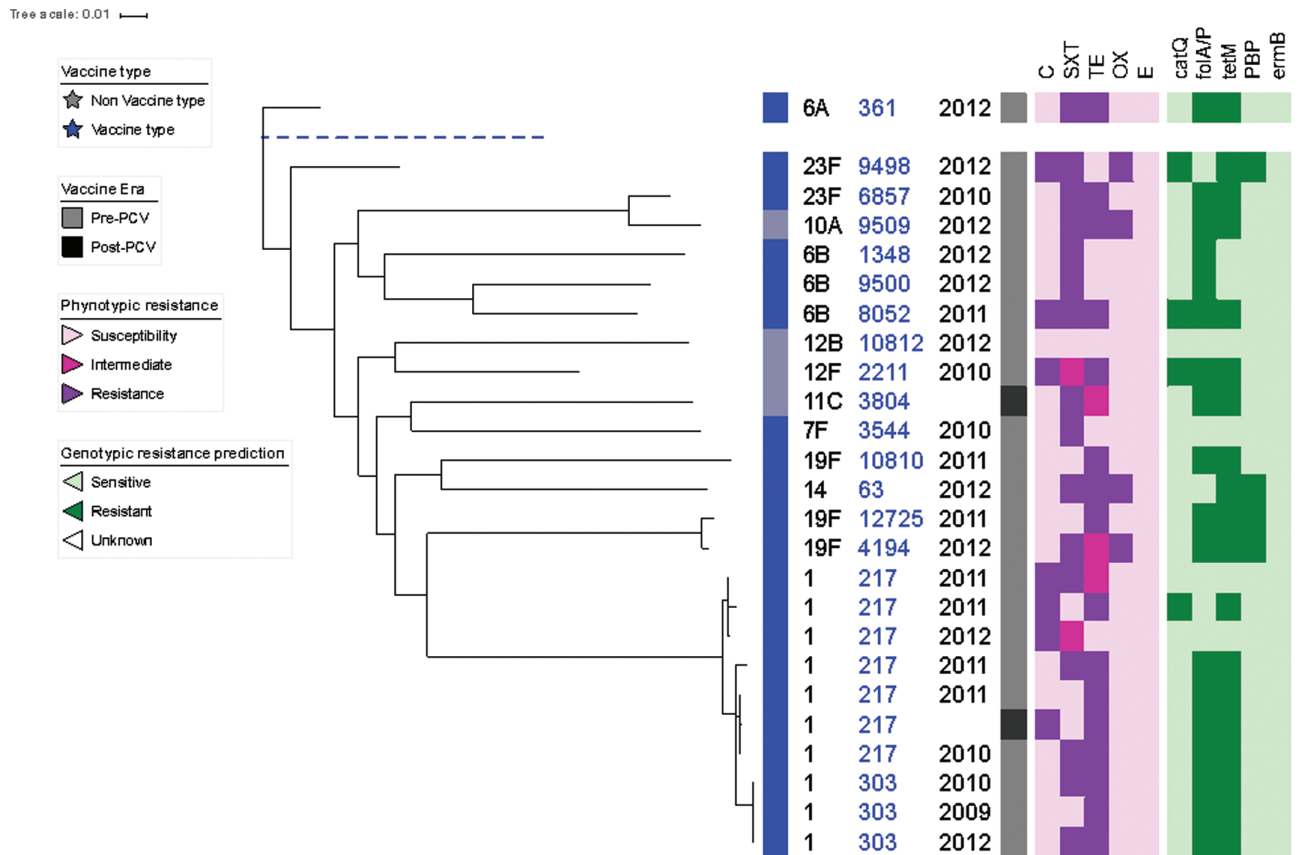 Tree scale: 0.01
Vaccine type
Non Vaccine type
Vaccine type
Vaccine Era
Pre-PCV
Post-PCV
Phynotypic resistance
Susceptibility
Intermediate
Resistance
Genotypic resistance prediction
Sensitive
Resistant
Unknown
C SXT TE OX E catQ folA/P tetM PBP ermB
6A 361 2012
23F 9498 2012
23F 6857 2010
10A 9509 2012
6B 1348 2012
6B 9500 2012
6B 8052 2011
12B 10812 2012
12F 2211 2010
11C 3804
7F 3544 2010
19F 10810 2011
14 63 2012
19F 12725 2011
19F 4194 2012
1 217 2011
1 217 2011
1 217 2012
1 217 2011
1 217 2011
1 217
1 217 2010
1 303 2010
1 303 2009
1 303 2012